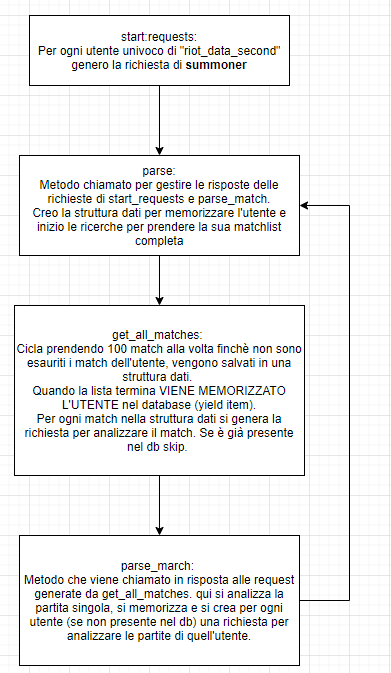 start:requests:
Per ogni utente univoco di "riot_data_second"
genero la richiesta di summoner
parse:
Metodo chiamato per gestire le risposte delle
richieste di start_requests e parse_match.
Creo la struttura dati per memorizzare l'utente e
inizio le ricerche per prendere la sua matchlist
completa
get_all_matches:
Cicla prendendo 100 match alla volta finchè non sono
esauriti i match dell'utente, vengono salvati in una
struttura dati.
Quando la lista termina VIENE MEMORIZZATO
L'UTENTE nel database (yield item).
Per ogni match nella struttura dati si genera la
richiesta per analizzare il match. Se è già presente
nel db skip.
parse_march:
Metodo che viene chiamato in risposta alle request
generate da get_all_matches. qui si analizza la
partita singola, si memorizza e si crea per ogni
utente (se non presente nel db) una richiesta per
analizzare le partite di quell'utente.